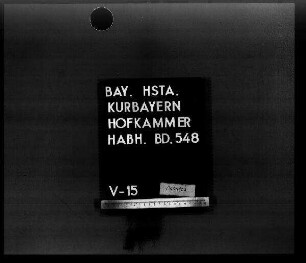 BAY. HSTA.
KURBAYERN
HOFKAMMER
HABH. BD. 548
V-15